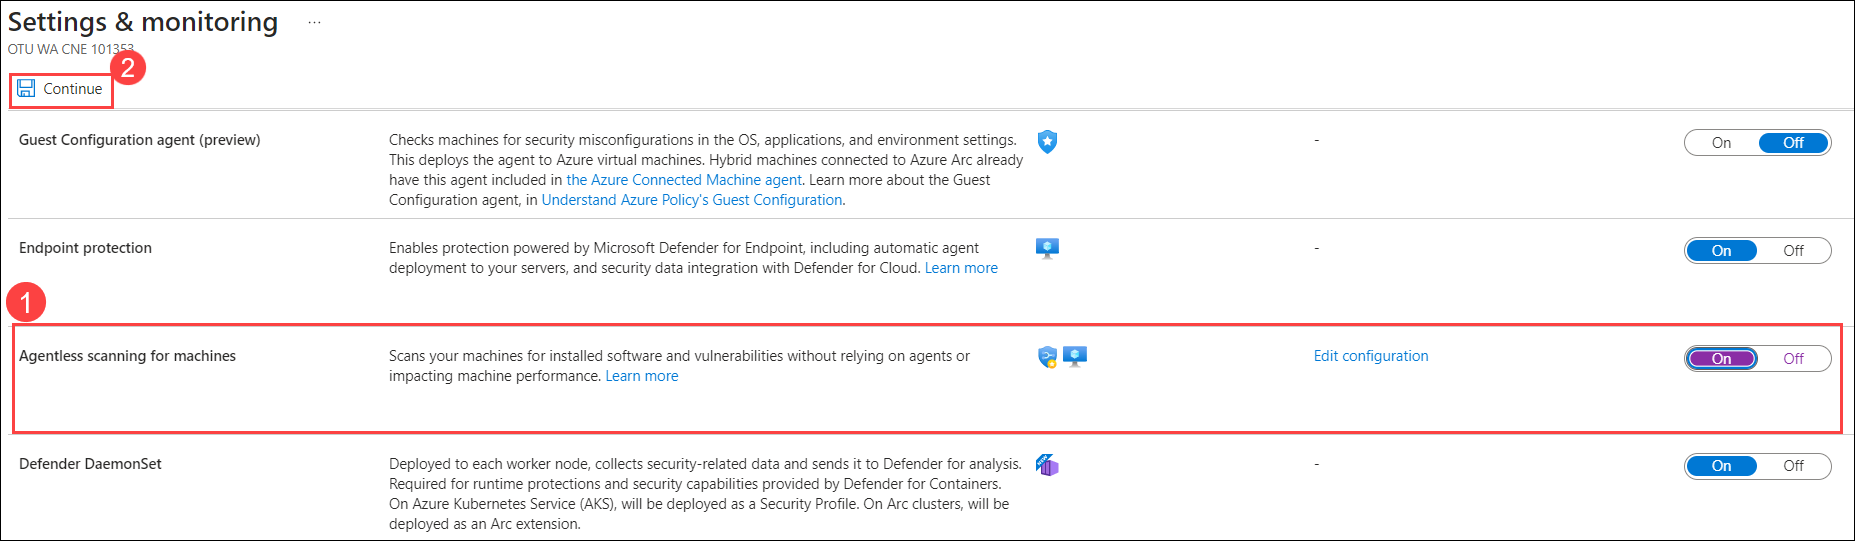 Settings & monitoring ...
OTU WA CNE 101353
2
Continue
Guest Configuration agent (preview)
Checks machines for security misconfigurations in the OS, applications, and environment settings.
This deploys the agent to Azure virtual machines. Hybrid machines connected to Azure Arc already
have this agent included in the Azure Connected Machine agent. Learn more about the Guest
Configuration agent, in Understand Azure Policy's Guest Configuration.
-
On Off
Endpoint protection
Enables protection powered by Microsoft Defender for Endpoint, including automatic agent
deployment to your servers, and security data integration with Defender for Cloud. Learn more
-
On Off
1
Agentless scanning for machines
Scans your machines for installed software and vulnerabilities without relying on agents or
impacting machine performance. Learn more
Edit configuration
On Off
Defender DaemonSet
Deployed to each worker node, collects security-related data and sends it to Defender for analysis.
Required for runtime protections and security capabilities provided by Defender for Containers.
On Azure Kubernetes Service (AKS), will be deployed as a Security Profile. On Arc clusters, will be
deployed as an Arc extension.
-
On Off